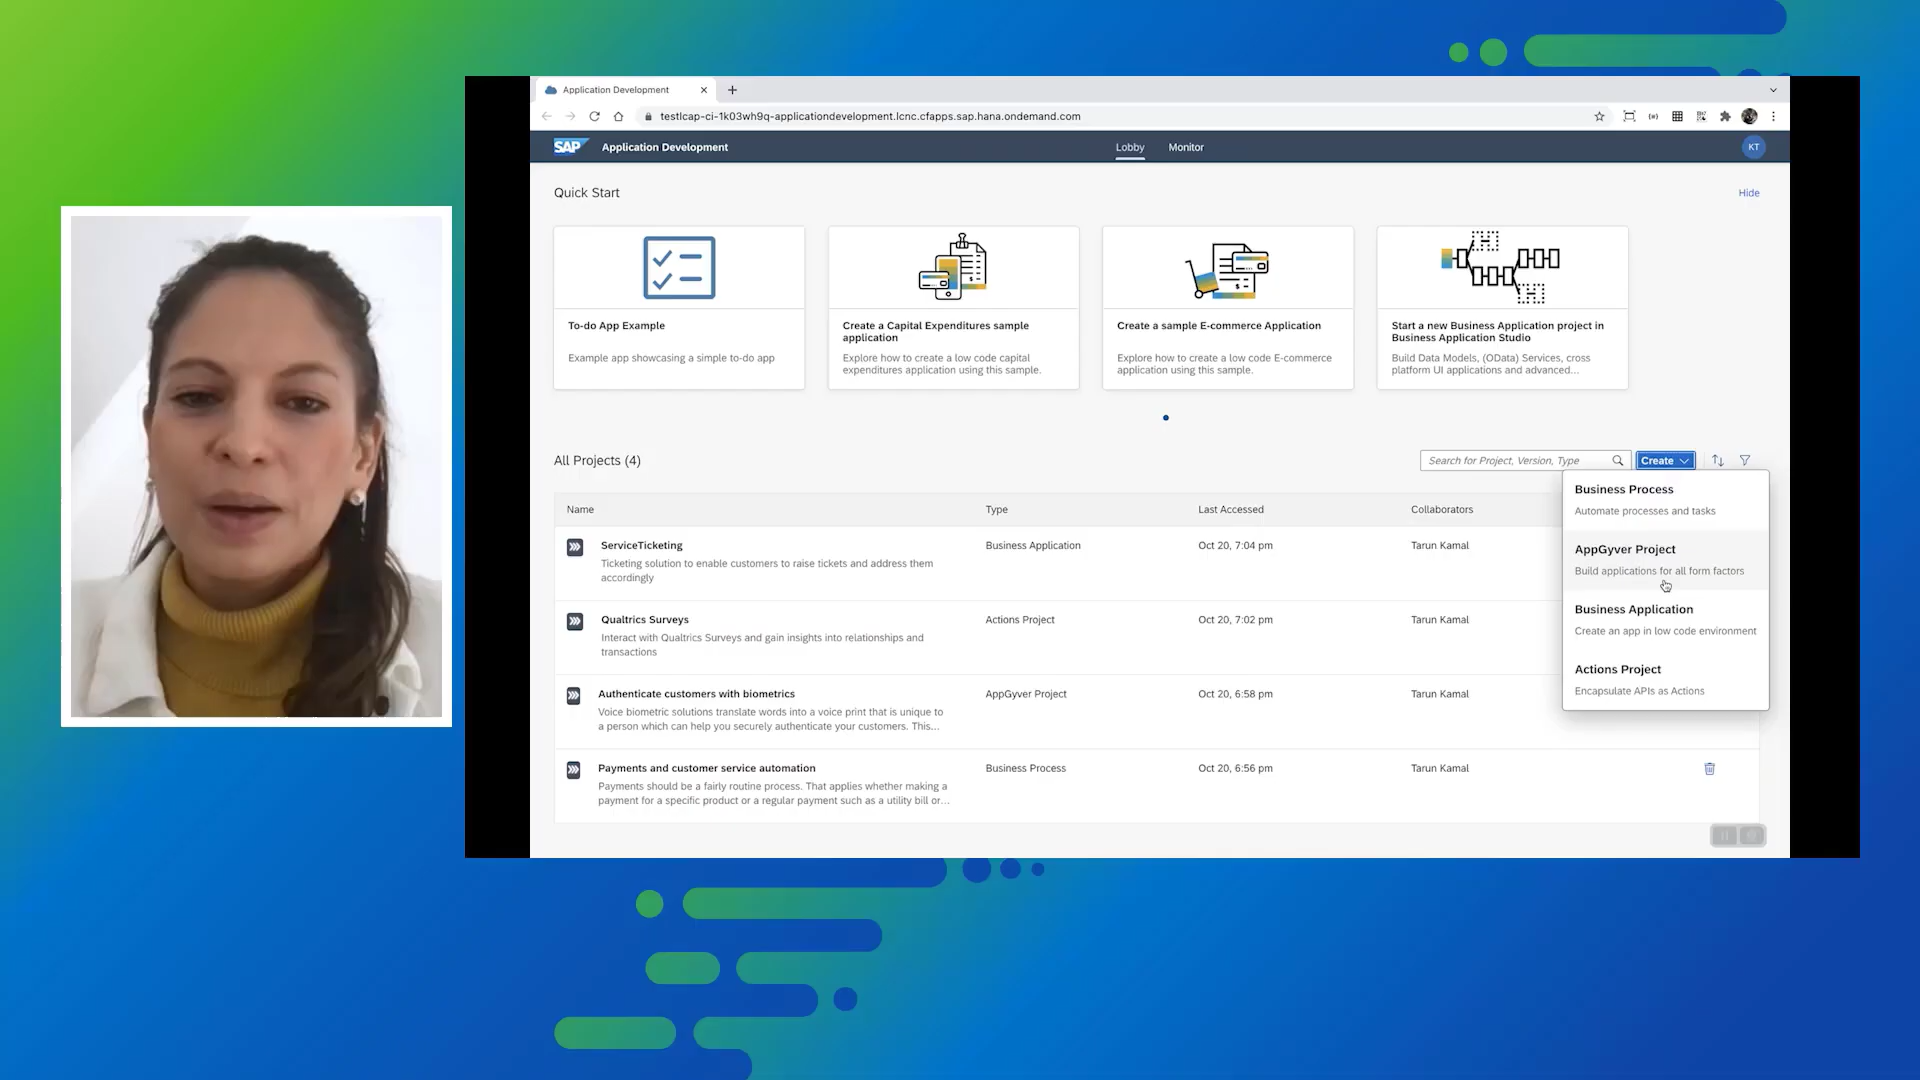 Application Development
testlcap-ci-1k03wh9q-applicationdevelopment.lcnc.cfapps.sap.hana.ondemand.com
SAP Application Development Lobby Monitor KT
Quick Start Hide
To-do App Example
Example app showcasing a simple to-do app
Create a Capital Expenditures sample
application
Explore how to create a low code capital
expenditures application using this sample.
Create a sample E-commerce Application
Explore how to create a low code E-commerce
application using this sample.
Start a new Business Application project in
Business Application Studio
Build Data Models, (OData) Services, cross
platform UI applications and advanced...
All Projects (4) Search for Project, Version, Type Create
Business Process
Automate processes and tasks
AppGyver Project
Build applications for all form factors
Business Application
Create an app in low code environment
Actions Project
Encapsulate APIs as Actions
Name Type Last Accessed Collaborators
ServiceTicketing Business Application Oct 20, 7:04 pm Tarun Kamal
Ticketing solution to enable customers to raise tickets and address them
accordingly
Qualtrics Surveys Actions Project Oct 20, 7:02 pm Tarun Kamal
Interact with Qualtrics Surveys and gain insights into relationships and
transactions
Authenticate customers with biometrics AppGyver Project Oct 20, 6:58 pm Tarun Kamal
Voice biometric solutions translate words into a voice print that is unique to
a person which can help you securely authenticate your customers. This...
Payments and customer service automation Business Process Oct 20, 6:56 pm Tarun Kamal
Payments should be a fairly routine process. That applies whether making a
payment for a specific product or a regular payment such as a utility bill or...